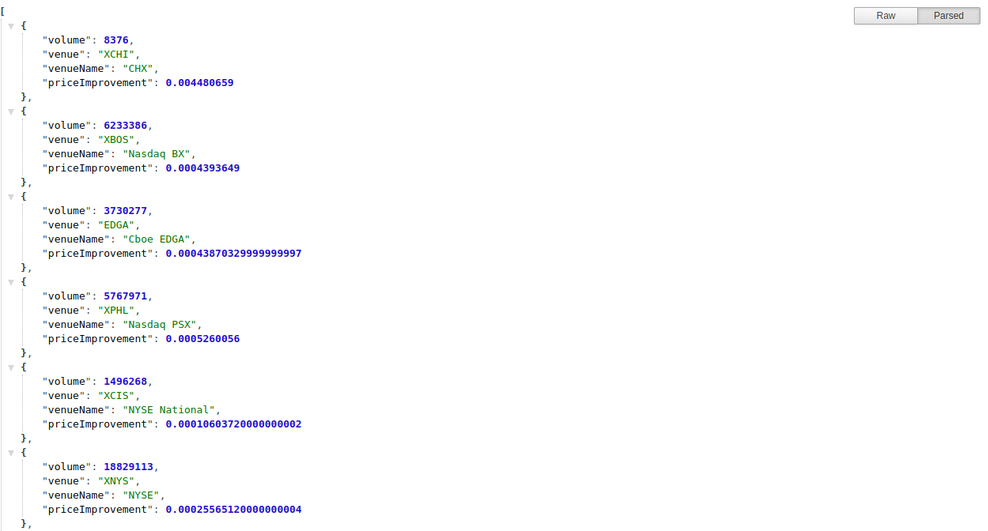 Raw Parsed
[
{
"volume": 8376,
"venue": "XCHI",
"venueName": "CHX",
"priceImprovement": 0.004480659
},
{
"volume": 6233386,
"venue": "XBOS",
"venueName": "Nasdaq BX",
"priceImprovement": 0.0004393649
},
{
"volume": 3730277,
"venue": "EDGA",
"venueName": "Cboe EDGA",
"priceImprovement": 0.00043870329999999997
},
{
"volume": 5767971,
"venue": "XPHL",
"venueName": "Nasdaq PSX",
"priceImprovement": 0.0005260056
},
{
"volume": 1496268,
"venue": "XCIS",
"venueName": "NYSE National",
"priceImprovement": 0.00010603720000000002
},
{
"volume": 18829113,
"venue": "XNYS",
"venueName": "NYSE",
"priceImprovement": 0.00025565120000000004
},